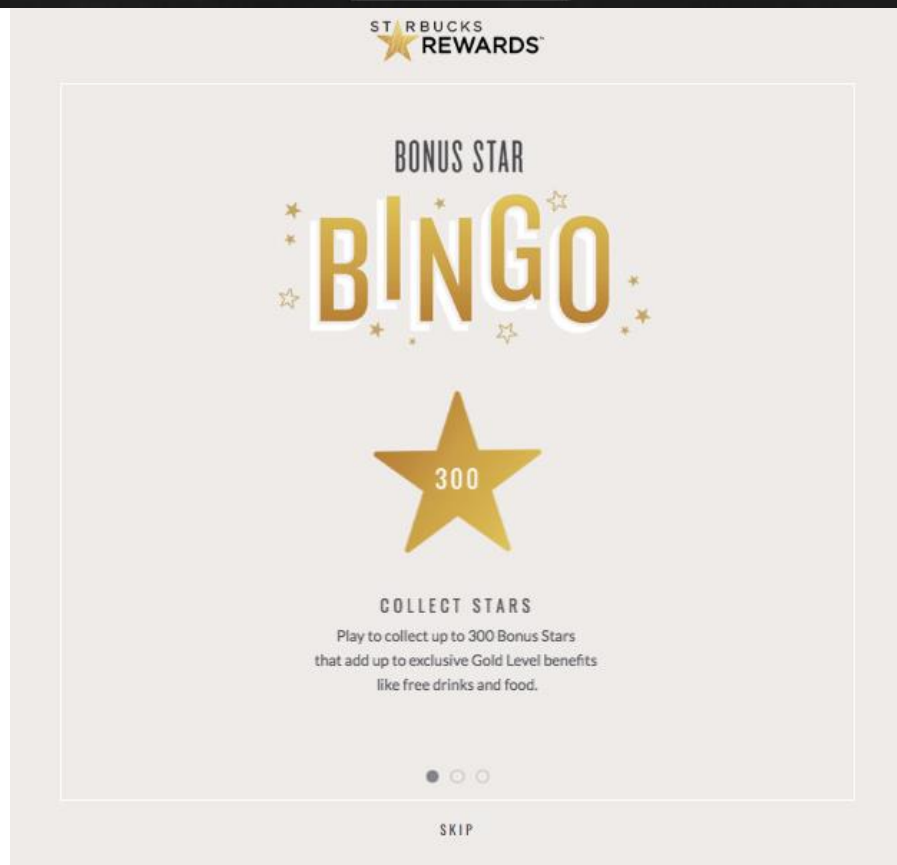 STARBUCKS
REWARDS™
BONUS STAR
BINGO
300
COLLECT STARS
Play to collect up to 300 Bonus Stars
that add up to exclusive Gold Level benefits
like free drinks and food.
SKIP